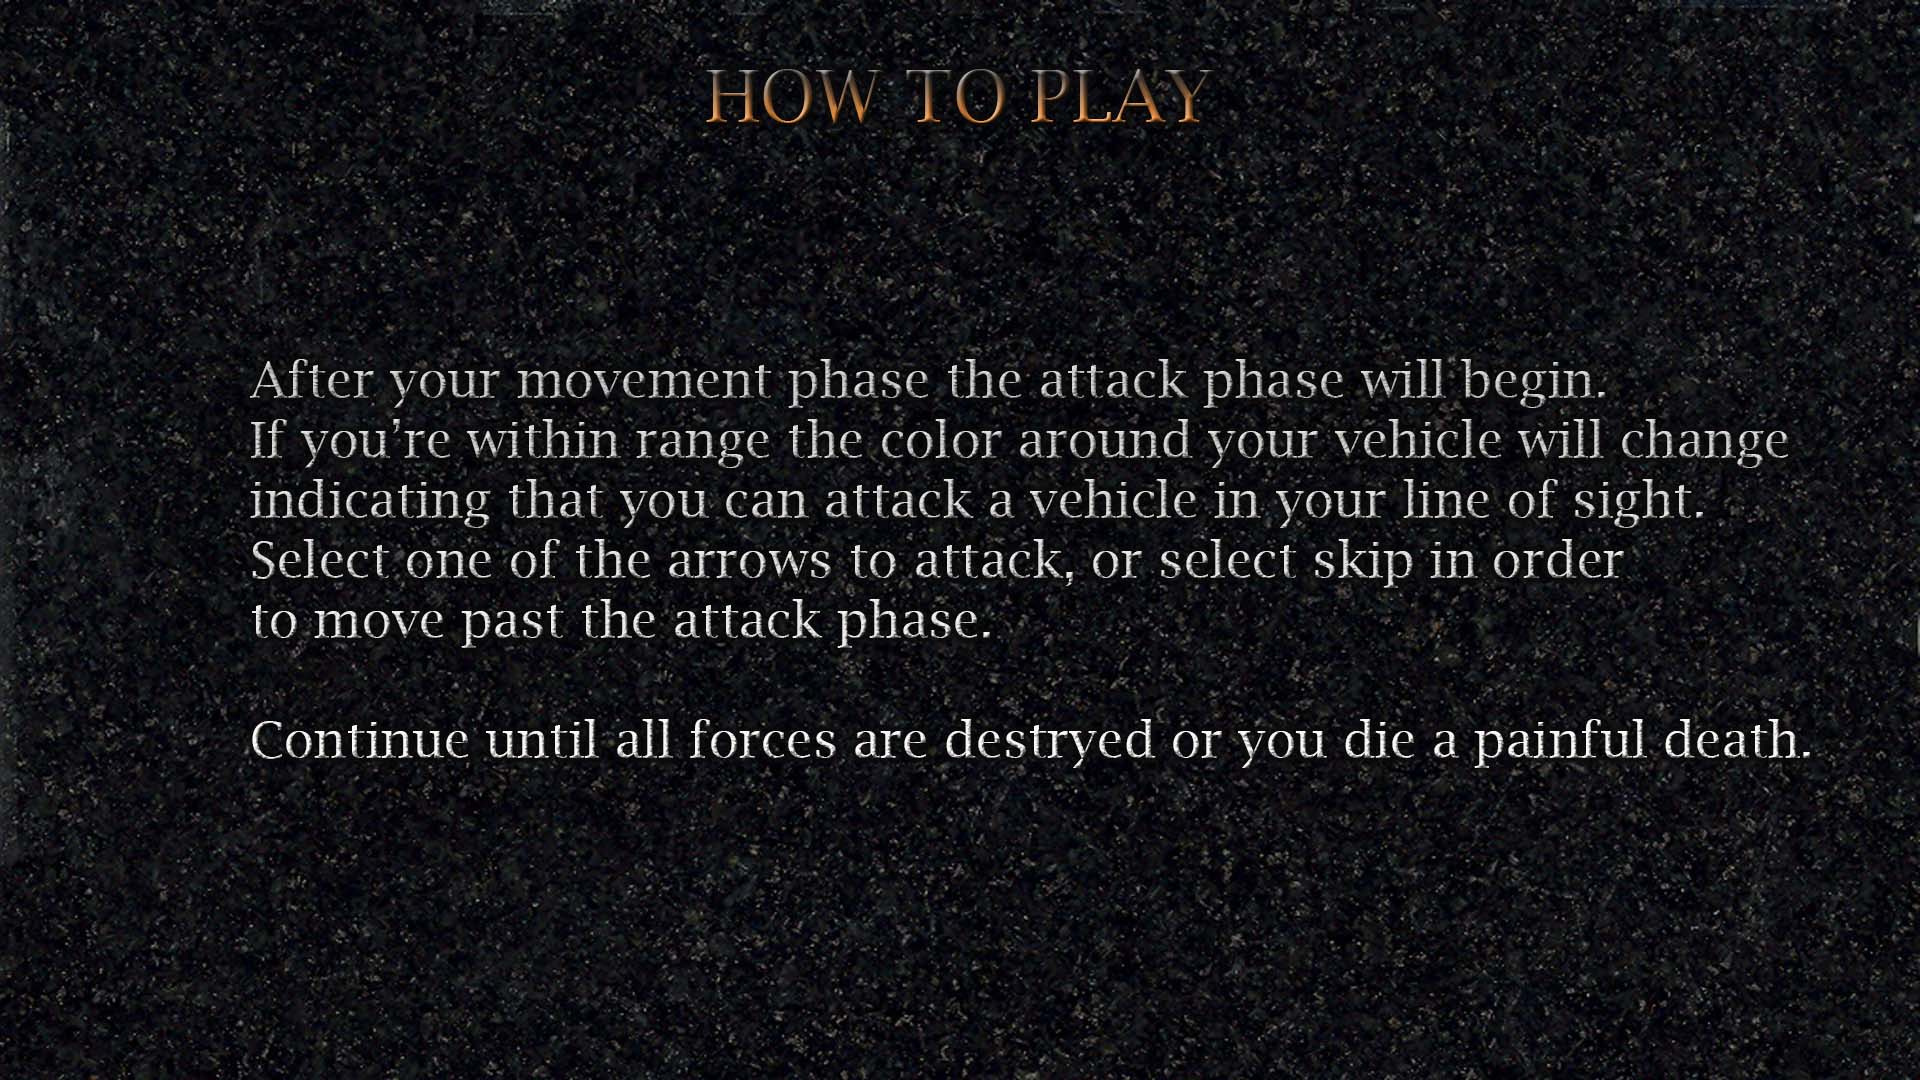 HOW TO PLAY
After your movement phase the attack phase will begin.
If you’re within range the color around your vehicle will change
indicating that you can attack a vehicle in your line of sight.
Select one of the arrows to attack, or select skip in order
to move past the attack phase.
Continue until all forces are destryed or you die a painful death.